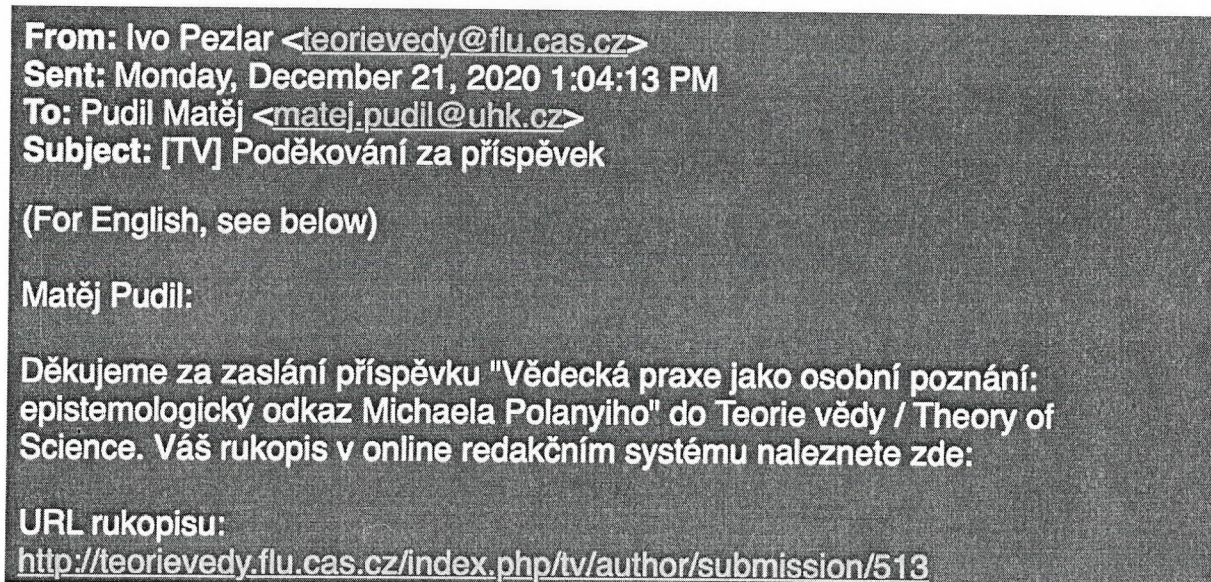 From: Ivo Pezlar <teorievedy@flu.cas.cz>
Sent: Monday, December 21, 2020 1:04:13 PM
To: Pudil Matěj <matej.pudil@uhk.cz>
Subject: [TV] Poděkování za příspěvek
(For English, see below)
Matěj Pudil:
Děkujeme za zaslání příspěvku "Vědecká praxe jako osobní poznání:
epistemologický odkaz Michaela Polanyiho" do Teorie vědy / Theory of
Science. Váš rukopis v online redakčním systému naleznete zde:
URL rukopisu:
http://teorievedy.flu.cas.cz/index.php/tv/author/submission/513